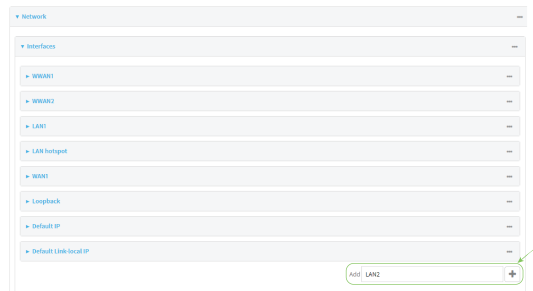 Network
Interfaces
WWAN1
WWAN2
LAN1
LAN hotspot
WAN1
Loopback
Default IP
Default Link-local IP
Add LAN2